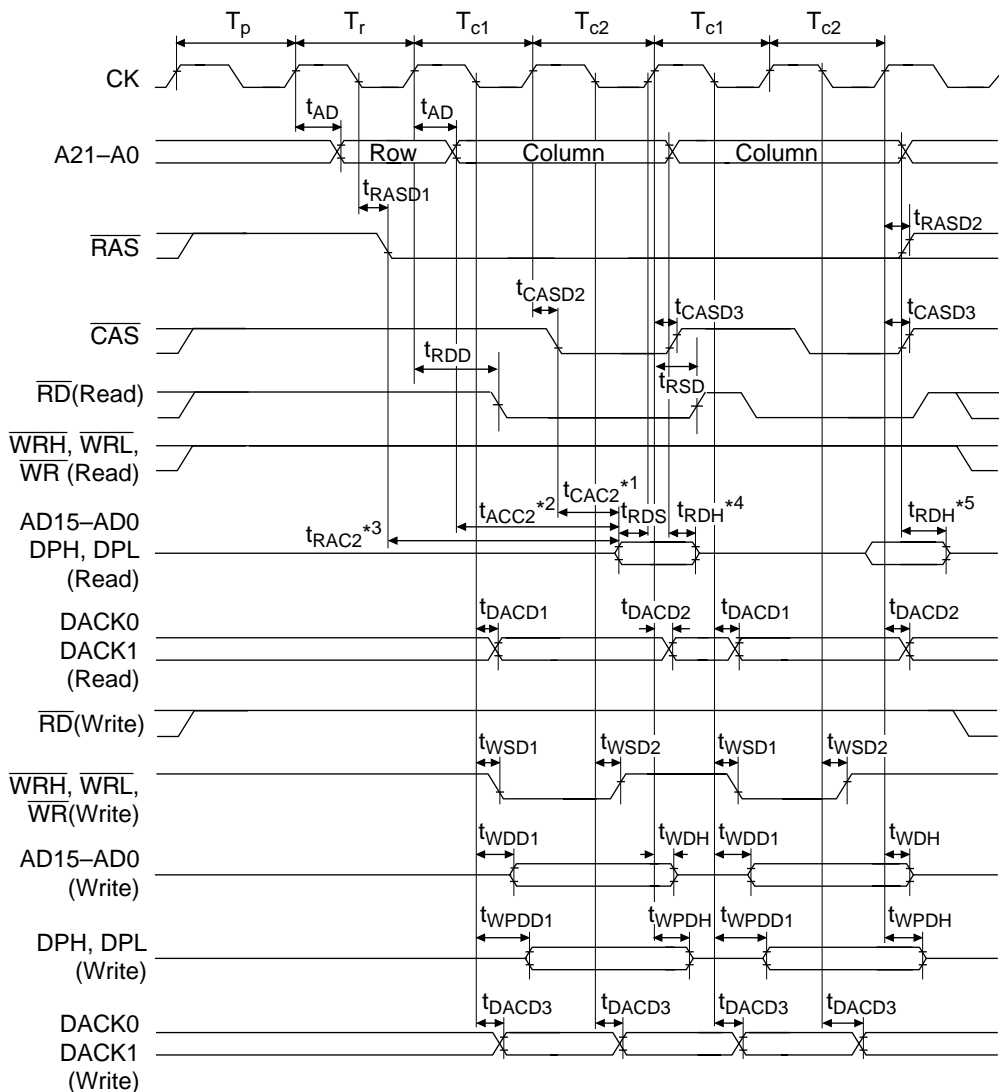 Tp Tr Tc1 Tc2 Tc1 Tc2
CK
tAD tAD
A21–A0 Row Column Column
tRASD1 tRASD2
RAS
tCASD2 tCASD3 tCASD3
CAS
tRDD tRSD
RD(Read)
WRH, WRL,
WR (Read)
tCAC2*1
AD15–AD0 tACC2*2 tRDS tRDH*4 tRDH*5
DPH, DPL tRAC2*3
(Read)
DACK0 tDACD1 tDACD2 tDACD1 tDACD2
DACK1
(Read)
RD(Write)
tWSD1 tWSD2 tWSD1 tWSD2
WRH, WRL,
WR(Write)
tWDD1 tWDH tWDD1 tWDH
AD15–AD0
(Write)
tWPDD1 tWPDH tWPDD1 tWPDH
DPH, DPL
(Write)
tDACD3 tDACD3 tDACD3 tDACD3
DACK0
DACK1
(Write)